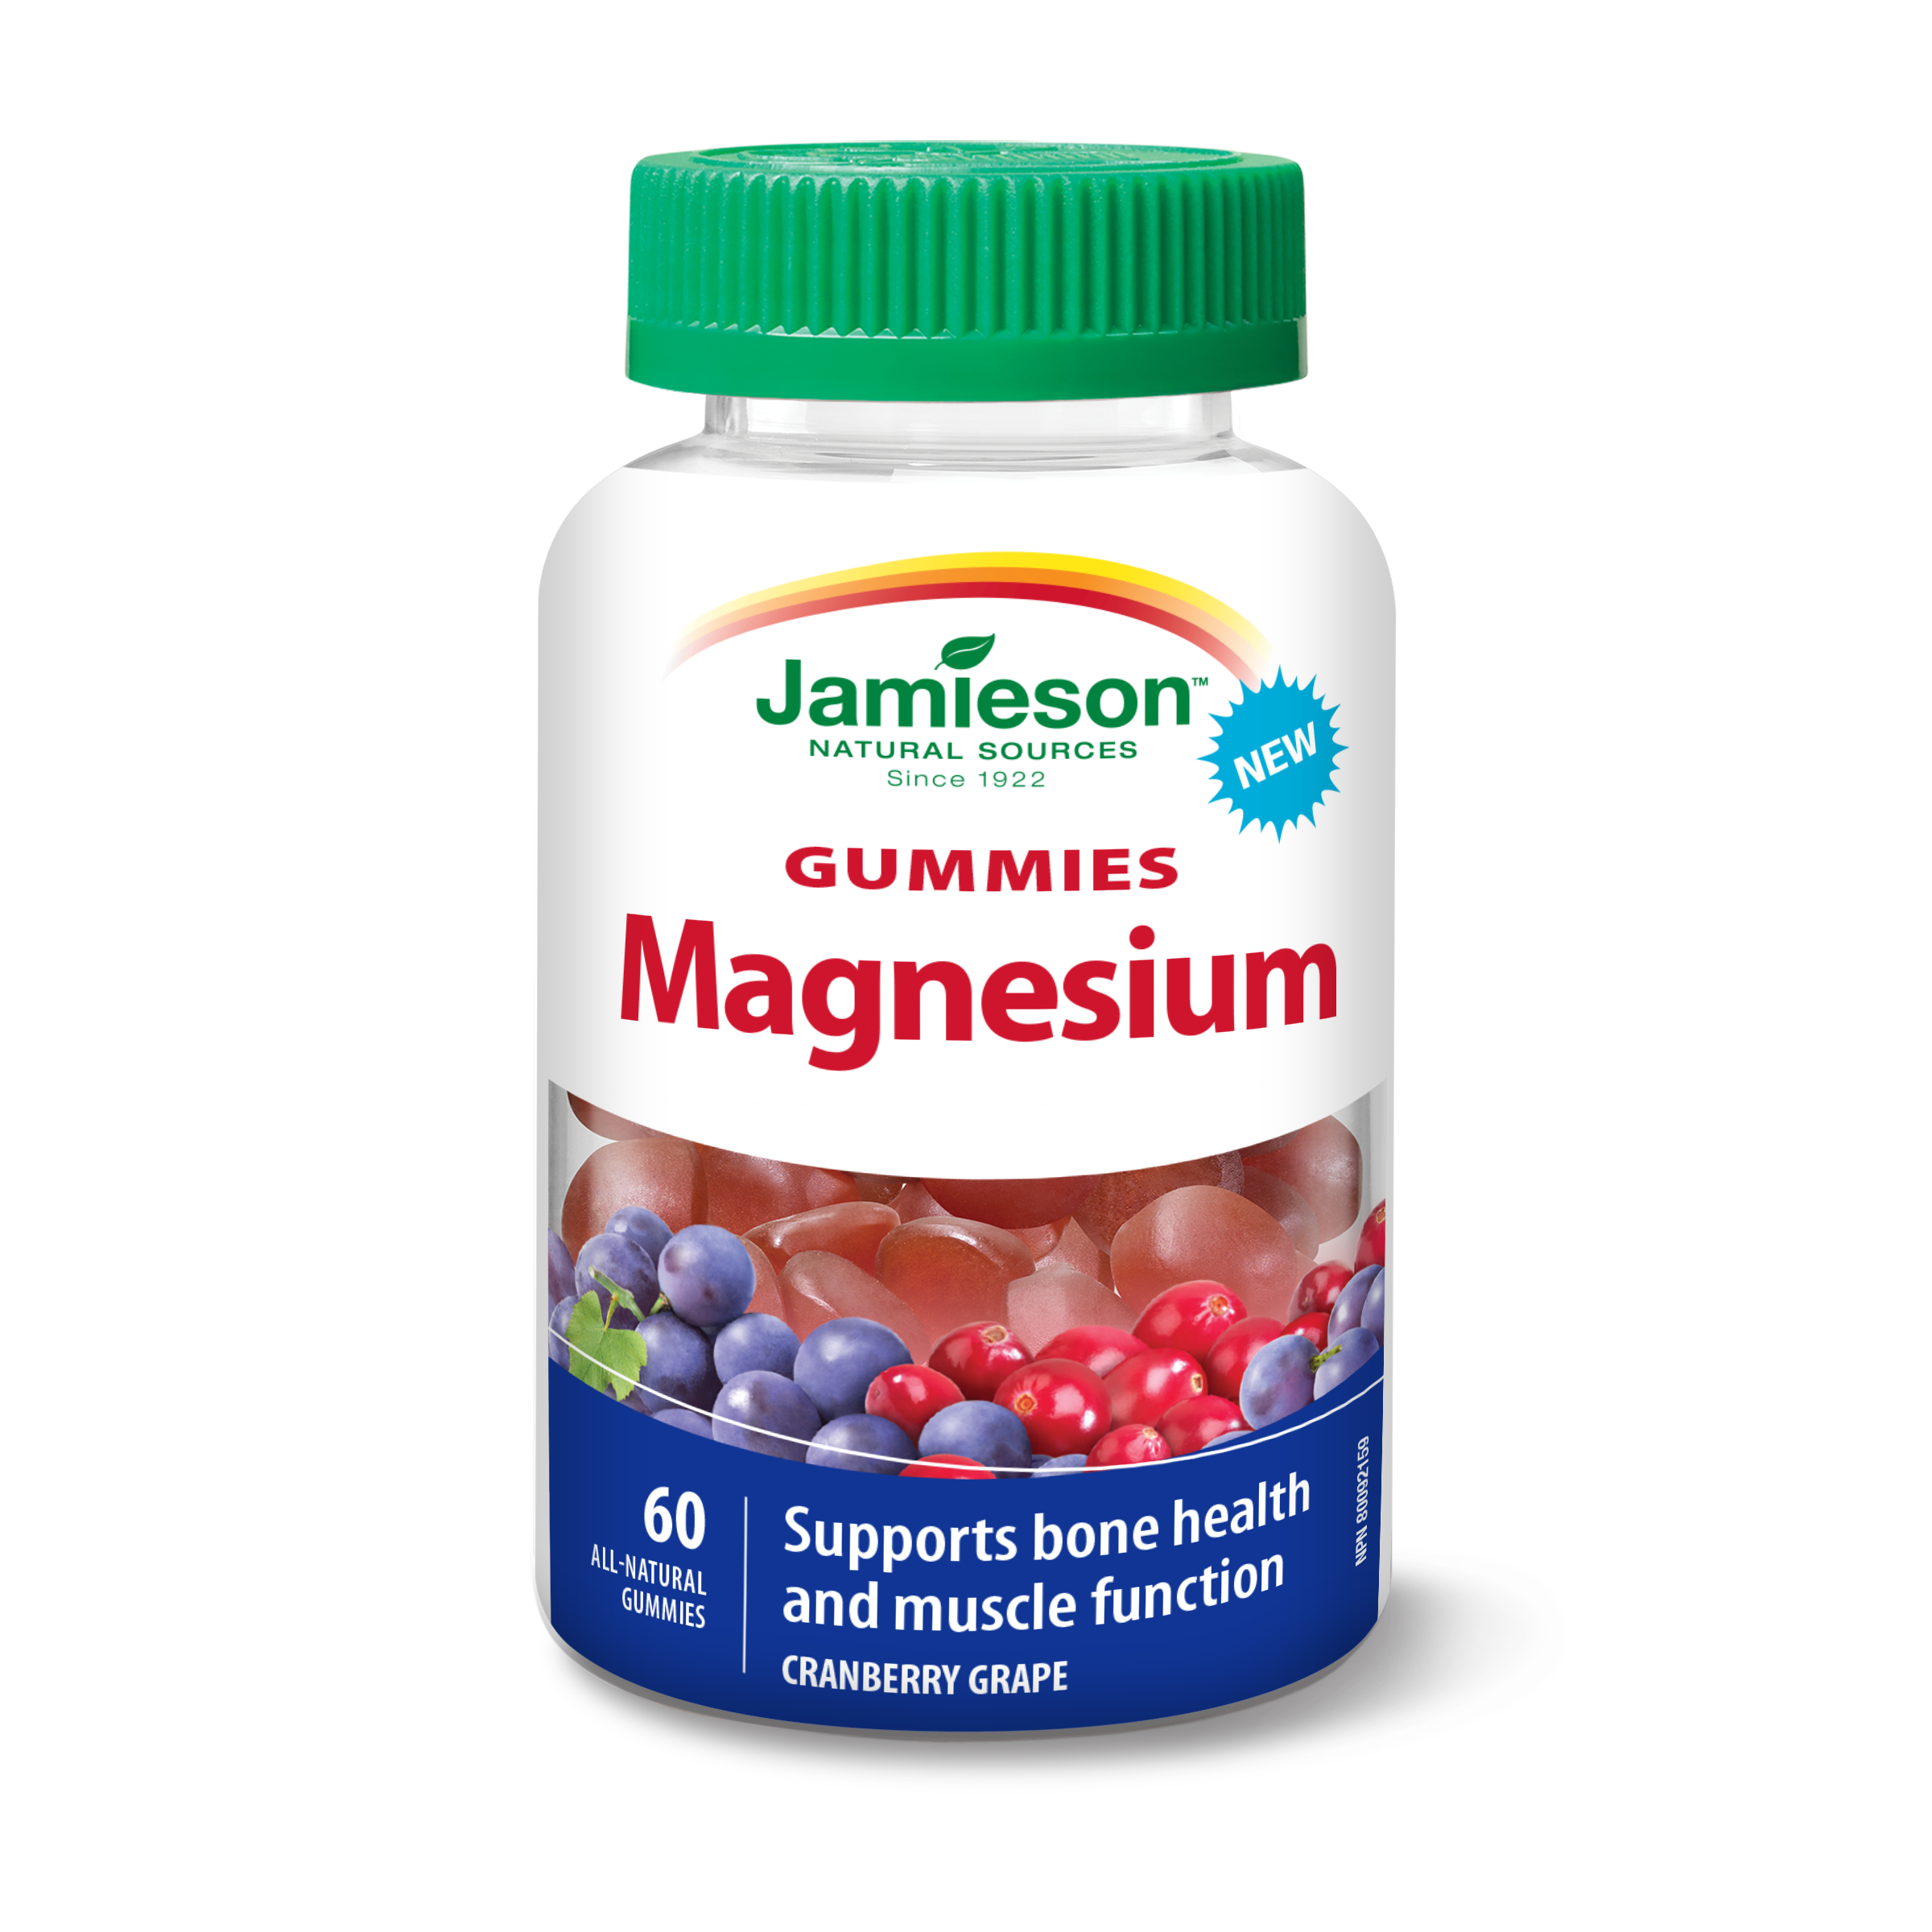 Jamieson™
NATURAL SOURCES
Since 1922
NEW
GUMMIES
Magnesium
60
ALL-NATURAL
GUMMIES
Supports bone health
and muscle function
CRANBERRY GRAPE
NPN 80092159